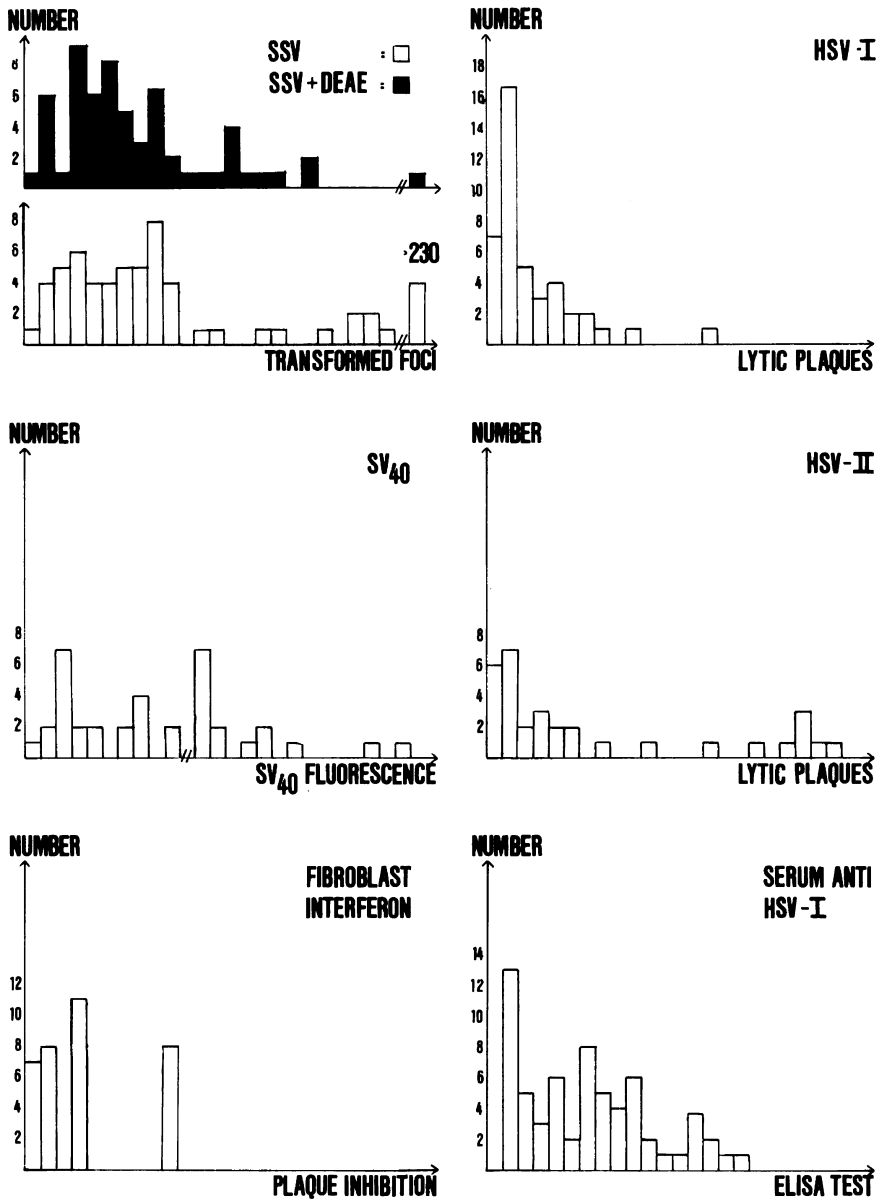 NUMBER
SSV = □
SSV + DEAE = ■
8
6
4
2
8
6
4
2
>230
TRANSFORMED FOCI
NUMBER
HSV-I
18
16
14
12
10
8
6
4
2
LYTIC PLAQUES
NUMBER
SV40
8
6
4
2
SV40 FLUORESCENCE
NUMBER
HSV-II
8
6
4
2
LYTIC PLAQUES
NUMBER
FIBROBLAST
INTERFERON
12
10
8
6
4
2
PLAQUE INHIBITION
NUMBER
SERUM ANTI
HSV-I
14
12
10
8
6
4
2
ELISA TEST